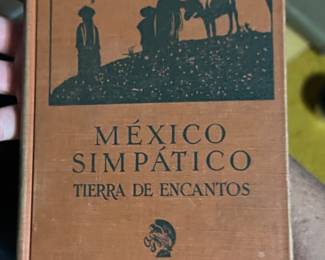 MÉXICO
SIMPÁTICO
TIERRA DE ENCANTOS